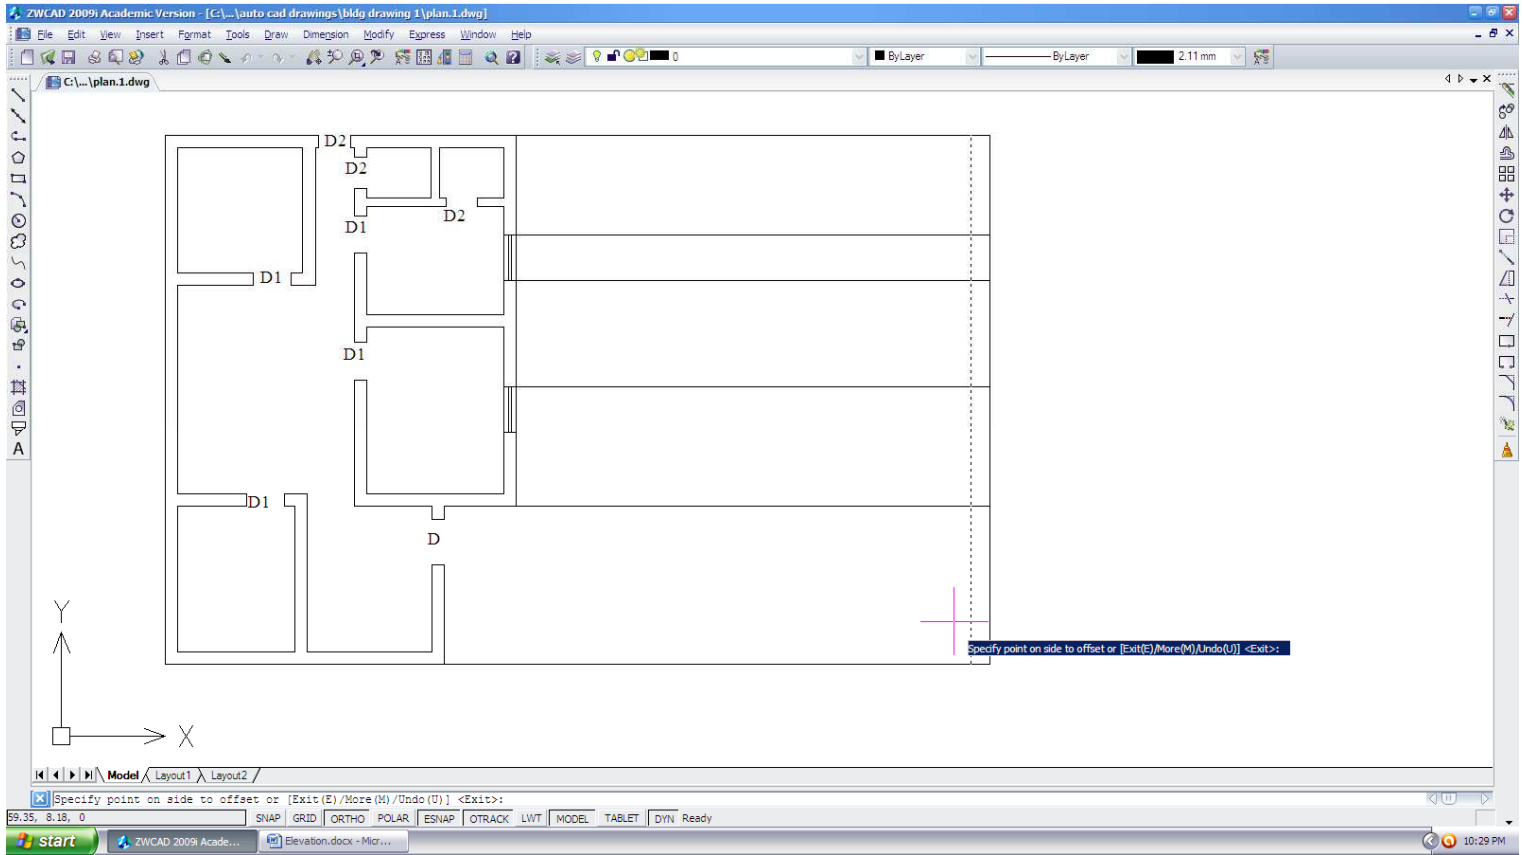 ZWCAD 2009i Academic Version - [C:\...\auto cad drawings\bldg drawing 1\plan.1.dwg]
File Edit View Insert Format Tools Draw Dimension Modify Express Window Help
0 ByLayer ByLayer 2.11 mm
C:\...\plan.1.dwg
D2
D2
D2
D1
D1
D1
D1
D
Specify point on side to offset or [Exit(E)/More(M)/Undo(U)] <Exit>:
Y
X
A
Model Layout1 Layout2
Specify point on side to offset or [Exit(E)/More(M)/Undo(U)] <Exit>:
59.35, 8.18, 0 SNAP GRID ORTHO POLAR ESNAP OTRACK LWT MODEL TABLET DYN Ready
start ZWCAD 2009i Acade... Elevation.docx - Micr... 10:29 PM